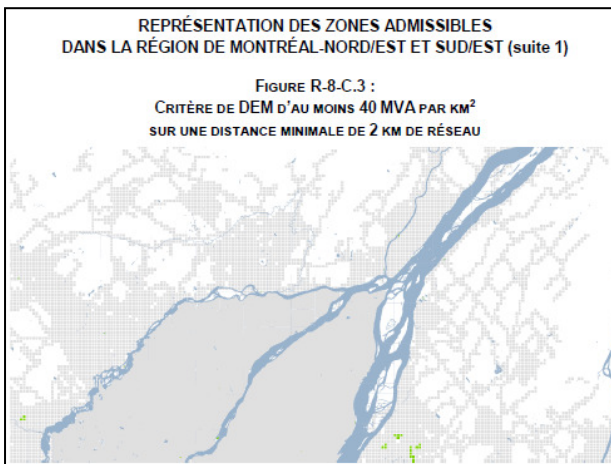 REPRÉSENTATION DES ZONES ADMISSIBLES
DANS LA RÉGION DE MONTRÉAL-NORD/EST ET SUD/EST (suite 1)
FIGURE R-8-C.3 :
CRITÈRE DE DEM D'AU MOINS 40 MVA PAR KM²
SUR UNE DISTANCE MINIMALE DE 2 KM DE RÉSEAU